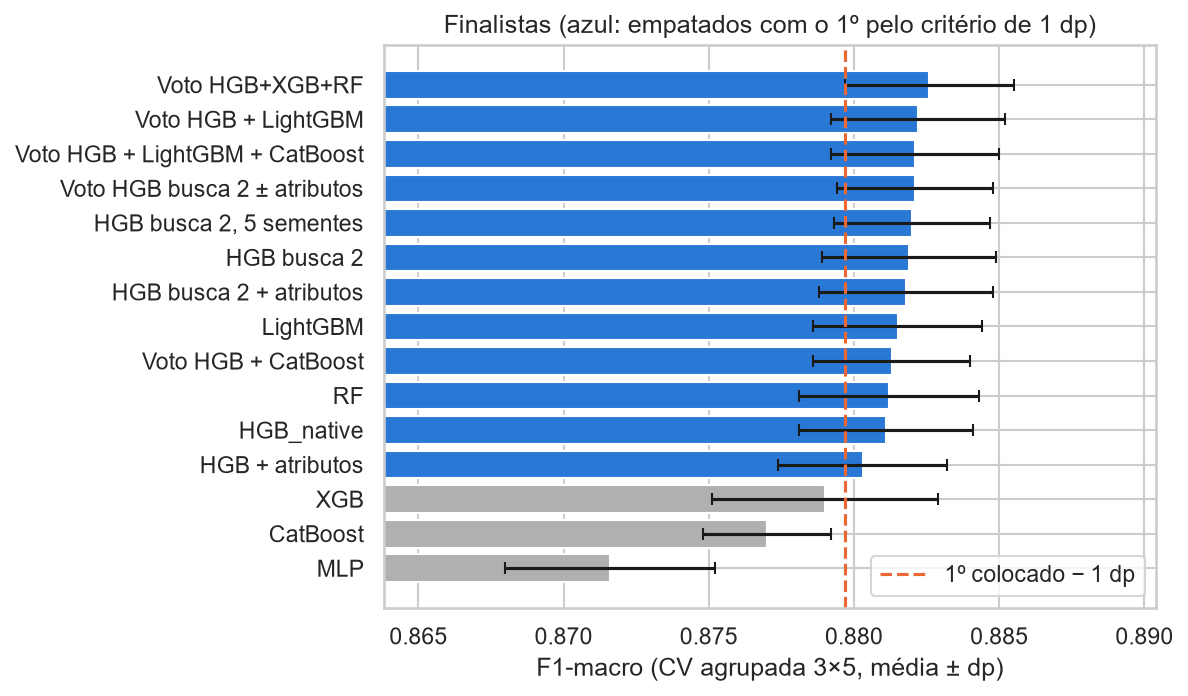 Finalistas (azul: empatados com o 1º pelo critério de 1 dp)
Voto HGB+XGB+RF
Voto HGB + LightGBM
Voto HGB + LightGBM + CatBoost
Voto HGB busca 2 ± atributos
HGB busca 2, 5 sementes
HGB busca 2
HGB busca 2 + atributos
LightGBM
Voto HGB + CatBoost
RF
HGB_native
HGB + atributos
XGB
CatBoost
MLP
1º colocado − 1 dp
0.865 0.870 0.875 0.880 0.885 0.890
F1-macro (CV agrupada 3×5, média ± dp)